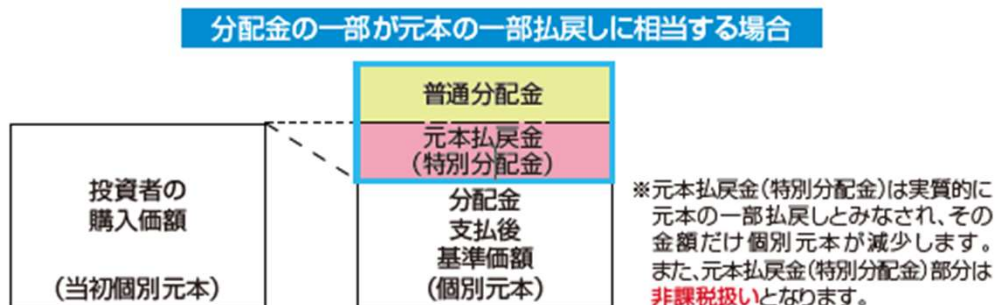 分配金の一部が元本の一部払戻しに相当する場合
普通分配金
元本払戻金
(特別分配金)
投資者の
購入価額
(当初個別元本)
分配金
支払後
基準価額
(個別元本)
※元本払戻金(特別分配金)は実質的に
元本の一部払戻しとみなされ、その
金額だけ個別元本が減少します。
また、元本払戻金(特別分配金)部分は
非課税扱いとなります。